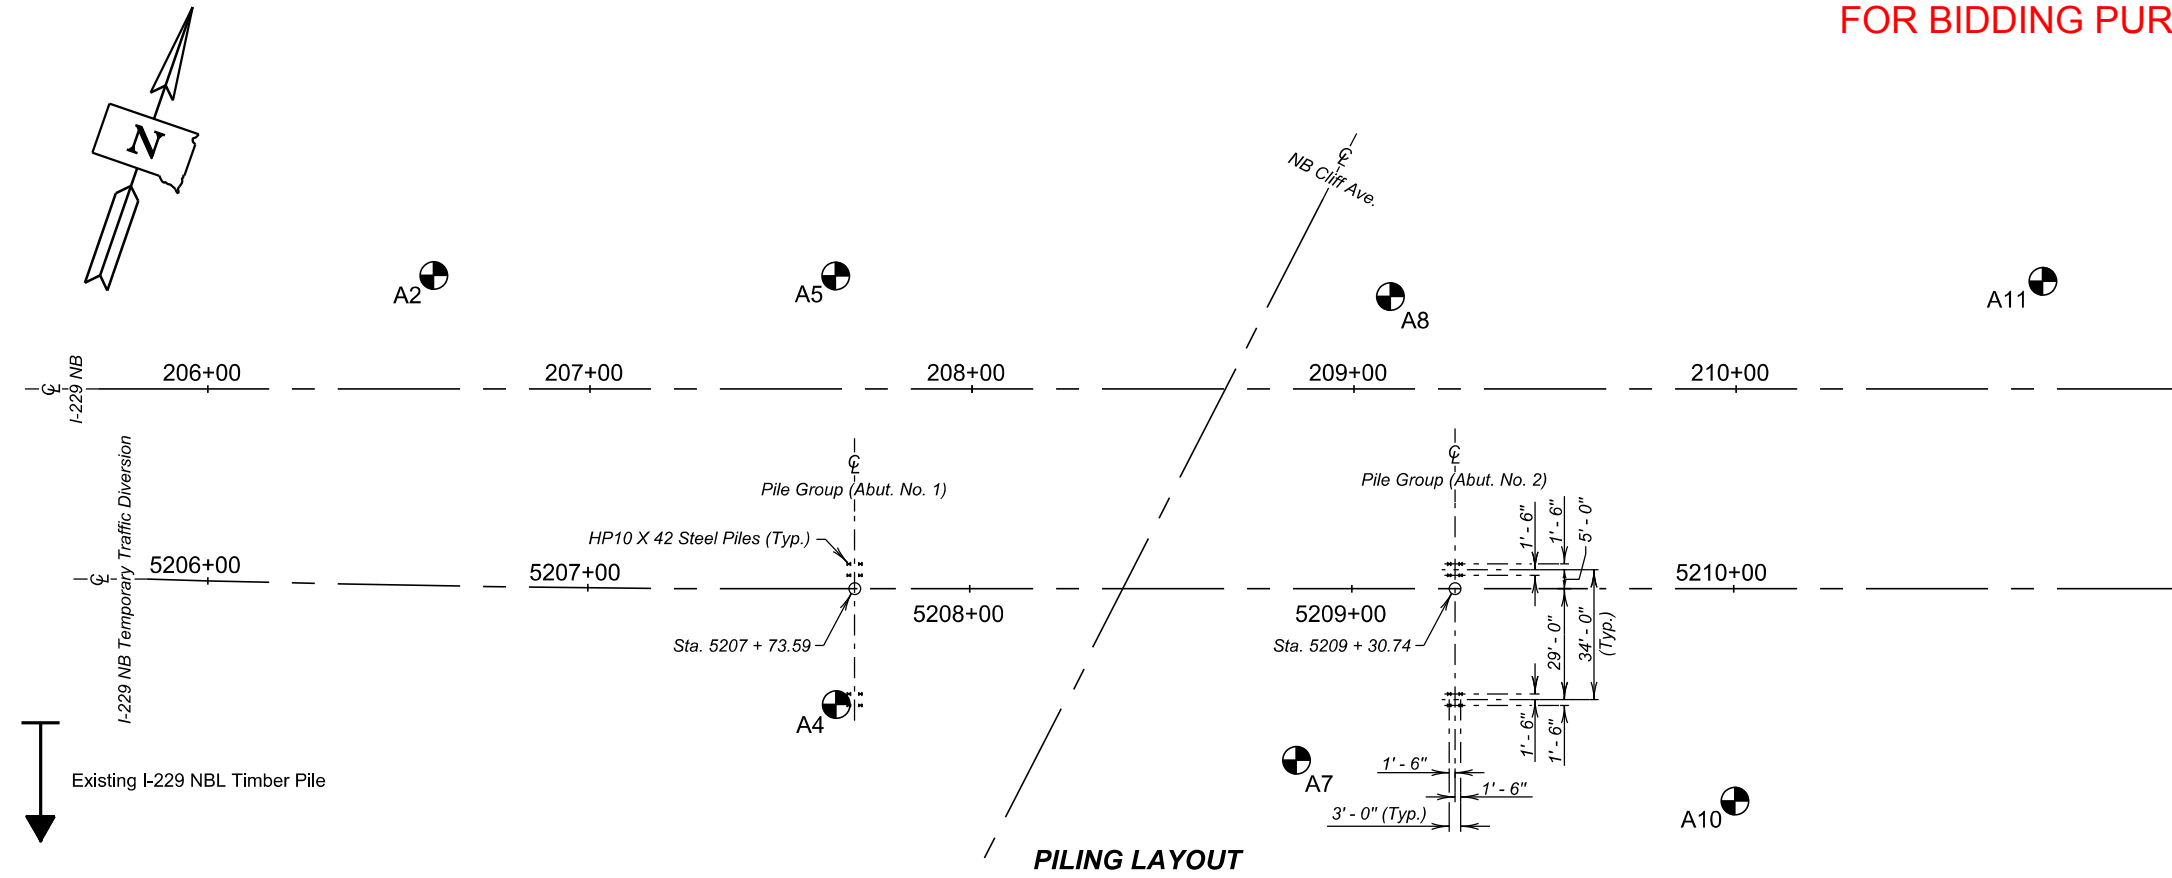 FOR BIDDING PUR
N
NB Cliff Ave.
A2
A5
A8
A11
℄
I-229 NB
206+00
207+00
208+00
209+00
210+00
℄
I-229 NB Temporary Traffic Diversion
5206+00
5207+00
5208+00
5209+00
5210+00
℄
Pile Group (Abut. No. 1)
℄
Pile Group (Abut. No. 2)
HP10 X 42 Steel Piles (Typ.)
Sta. 5207 + 73.59
Sta. 5209 + 30.74
1' - 6"
1' - 6"
5' - 0"
29' - 0"
34' - 0"
(Typ.)
1' - 6"
1' - 6"
A4
A7
A10
1' - 6"
1' - 6"
3' - 0" (Typ.)
Existing I-229 NBL Timber Pile
℄
PILING LAYOUT